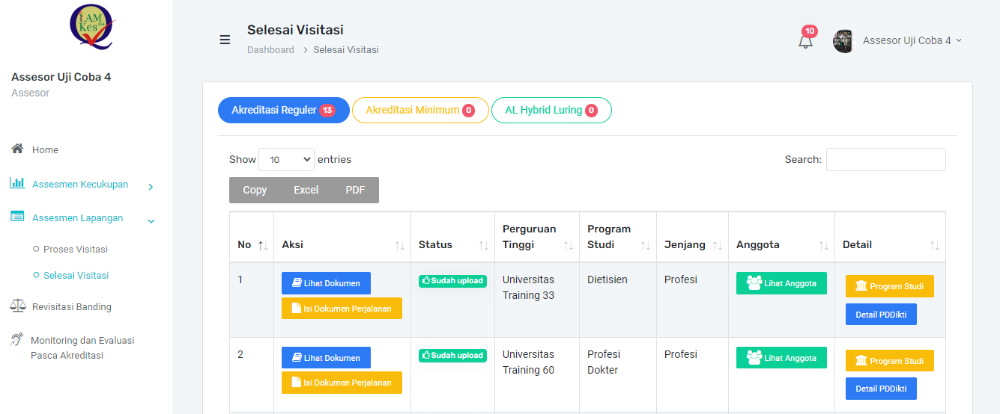 LAM
Kes
Assesor Uji Coba 4
Assesor
Home
Assesmen Kecukupan
Assesmen Lapangan
Proses Visitasi
Selesai Visitasi
Revisitasi Banding
Monitoring dan Evaluasi
Pasca Akreditasi
Selesai Visitasi
Dashboard > Selesai Visitasi
10
Assesor Uji Coba 4
Akreditasi Reguler 13
Akreditasi Minimum 0
AL Hybrid Luring 0
Show 10 entries
Search:
Copy Excel PDF
No Aksi Status Perguruan Tinggi Program Studi Jenjang Anggota Detail
1 Lihat Dokumen Sudah upload Universitas Dietisien Profesi Lihat Anggota Program Studi
Isi Dokumen Perjalanan Training 33 Detail PDDikti
2 Lihat Dokumen Sudah upload Universitas Profesi Profesi Lihat Anggota Program Studi
Isi Dokumen Perjalanan Training 60 Dokter Detail PDDikti